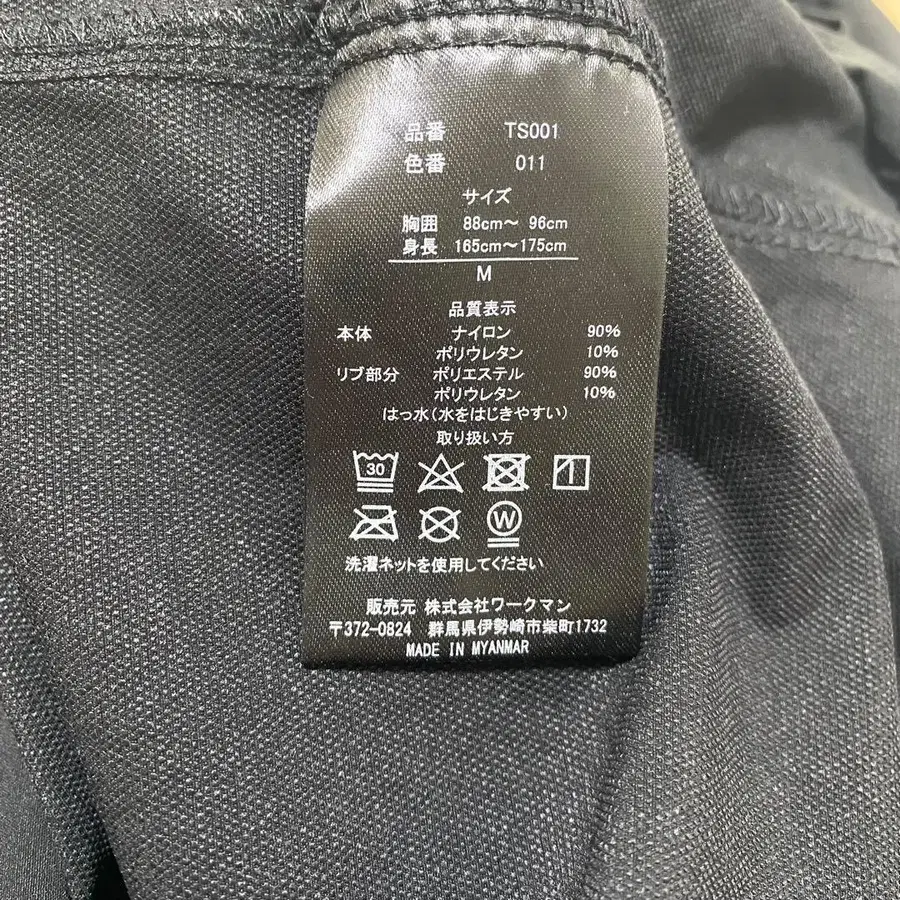 品番 TS001
色番 011
サイズ
胸囲 88cm～ 96cm
身長 165cm～175cm
M
品質表示
本体 ナイロン 90%
ポリウレタン 10%
リブ部分 ポリエステル 90%
ポリウレタン 10%
はっ水(水をはじきやすい)
取り扱い方
30
W
洗濯ネットを使用してください
販売元 株式会社ワークマン
〒372-0824 群馬県伊勢崎市柴町1732
MADE IN MYANMAR